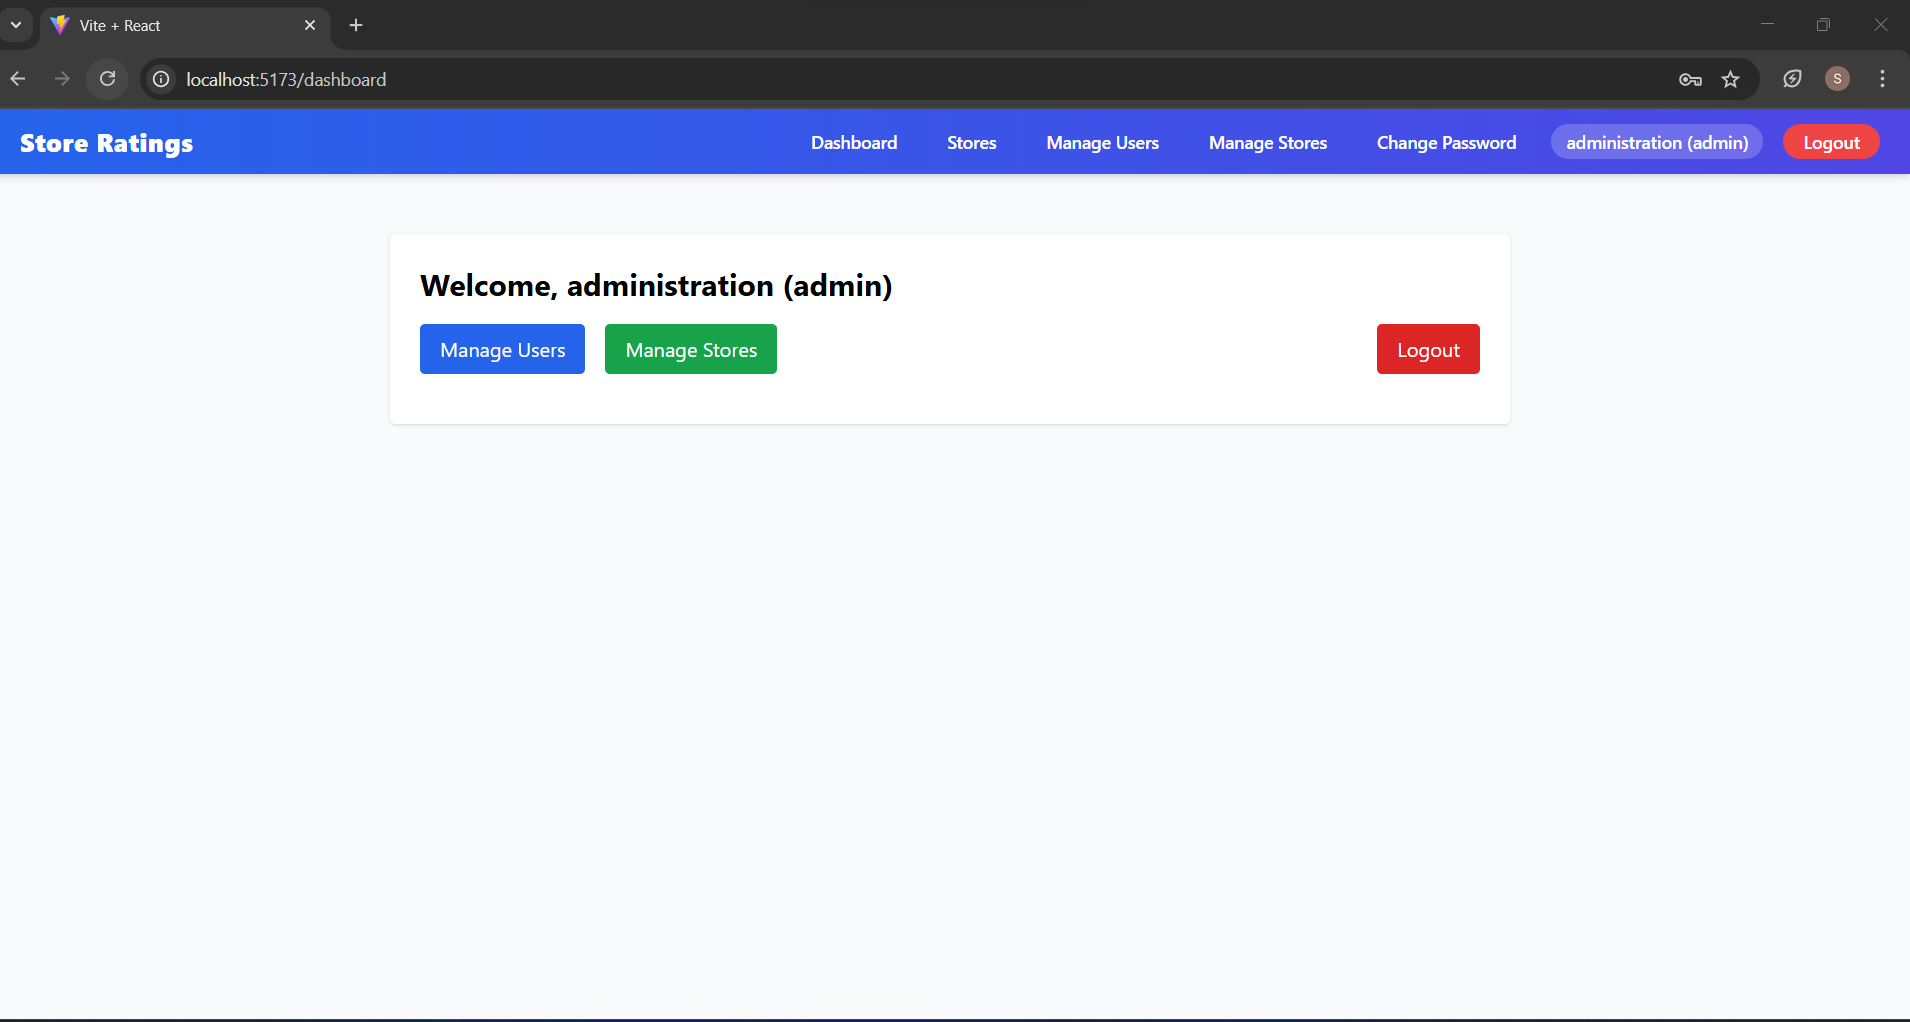 Vite + React
localhost:5173/dashboard
S
Store Ratings
Dashboard
Stores
Manage Users
Manage Stores
Change Password
administration (admin)
Logout
Welcome, administration (admin)
Manage Users
Manage Stores
Logout